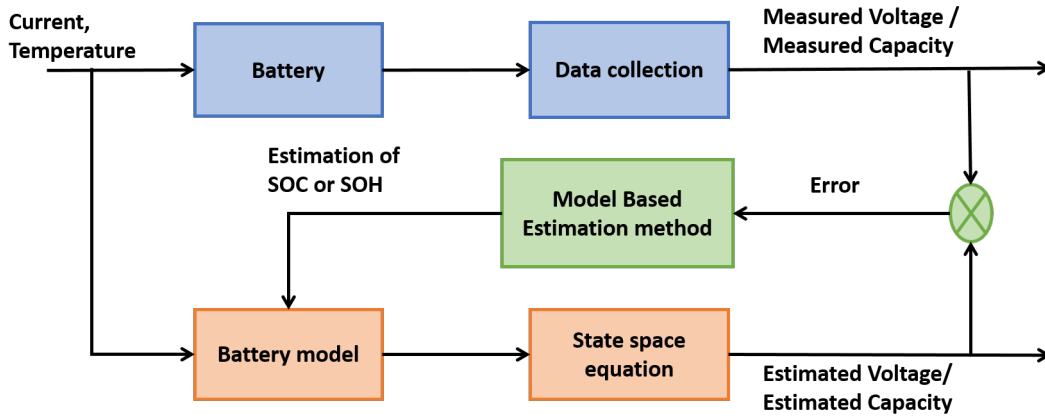 Current,
Temperature
Battery
Data collection
Measured Voltage /
Measured Capacity
Estimation of
SOC or SOH
Model Based
Estimation method
Error
Battery model
State space
equation
Estimated Voltage/
Estimated Capacity